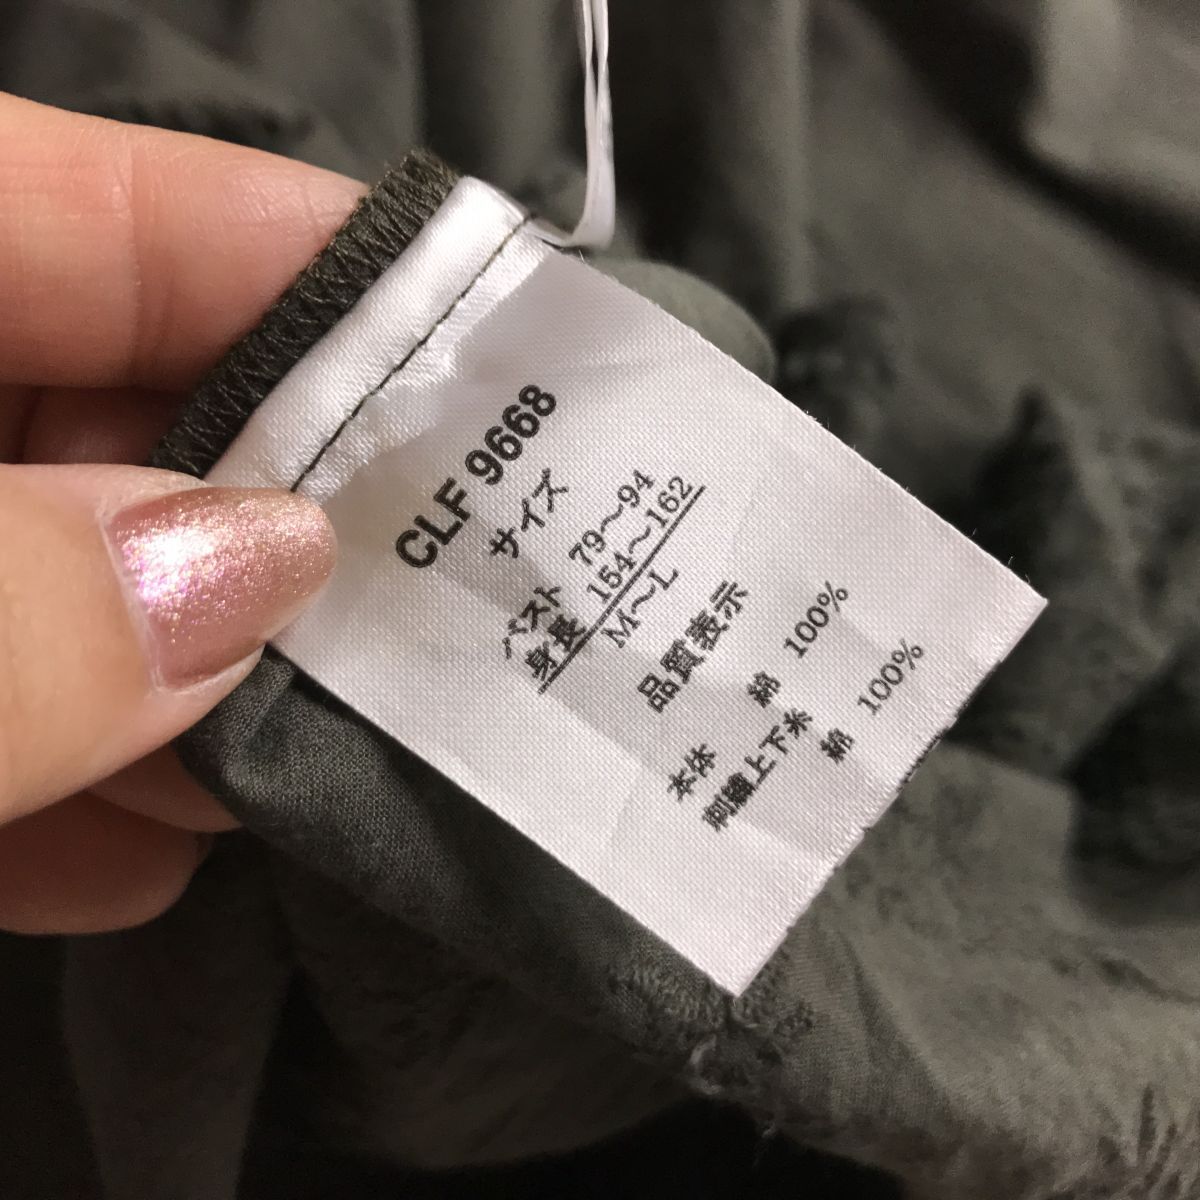 CLF 9668
サイズ
バスト 79〜94
身長 154〜162
M〜L
品質表示
本体 綿 100%
刺繍上下糸
綿 100%